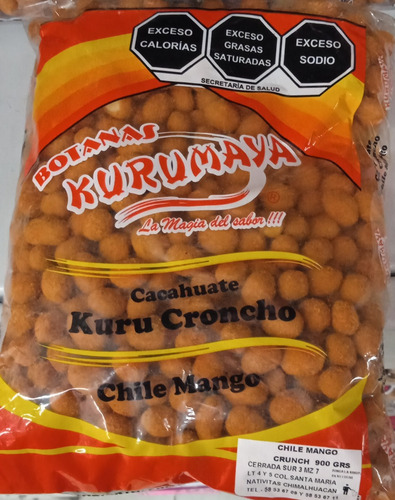 EXCESO
CALORÍAS
EXCESO
GRASAS
SATURADAS
EXCESO
SODIO
SECRETARÍA DE SALUD
BOTANAS
KURUMAYA
®
La Magia del sabor !!!
Cacahuate
Kuru Croncho
Chile Mango
CHILE MANGO
CRUNCH 900 GRS
CERRADA SUR 3 MZ 7
LT 4 Y 5 COL SANTA MARIA
NATIVITAS CHIMALHUACAN